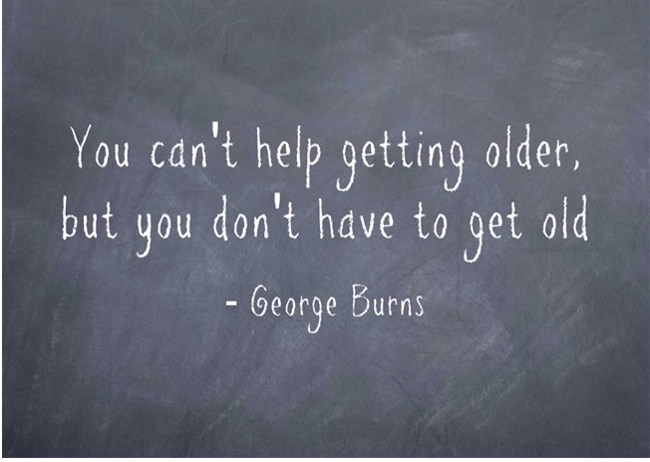 You can't help getting older,
but you don't have to get old
- George Burns